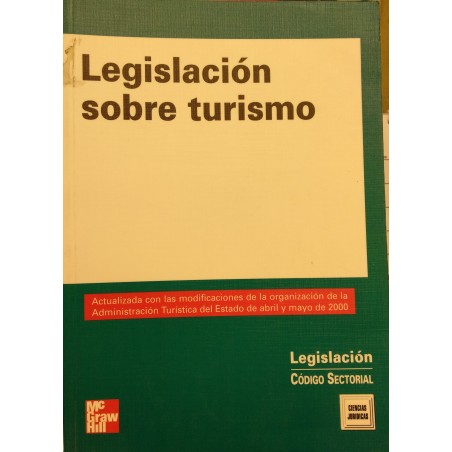 Legislación
sobre turismo
Actualizada con las modificaciones de la organización de la
Administración Turística del Estado de abril y mayo de 2000
Legislación
CÓDIGO SECTORIAL
Mc
Graw
Hill
CIENCIAS
JURÍDICAS